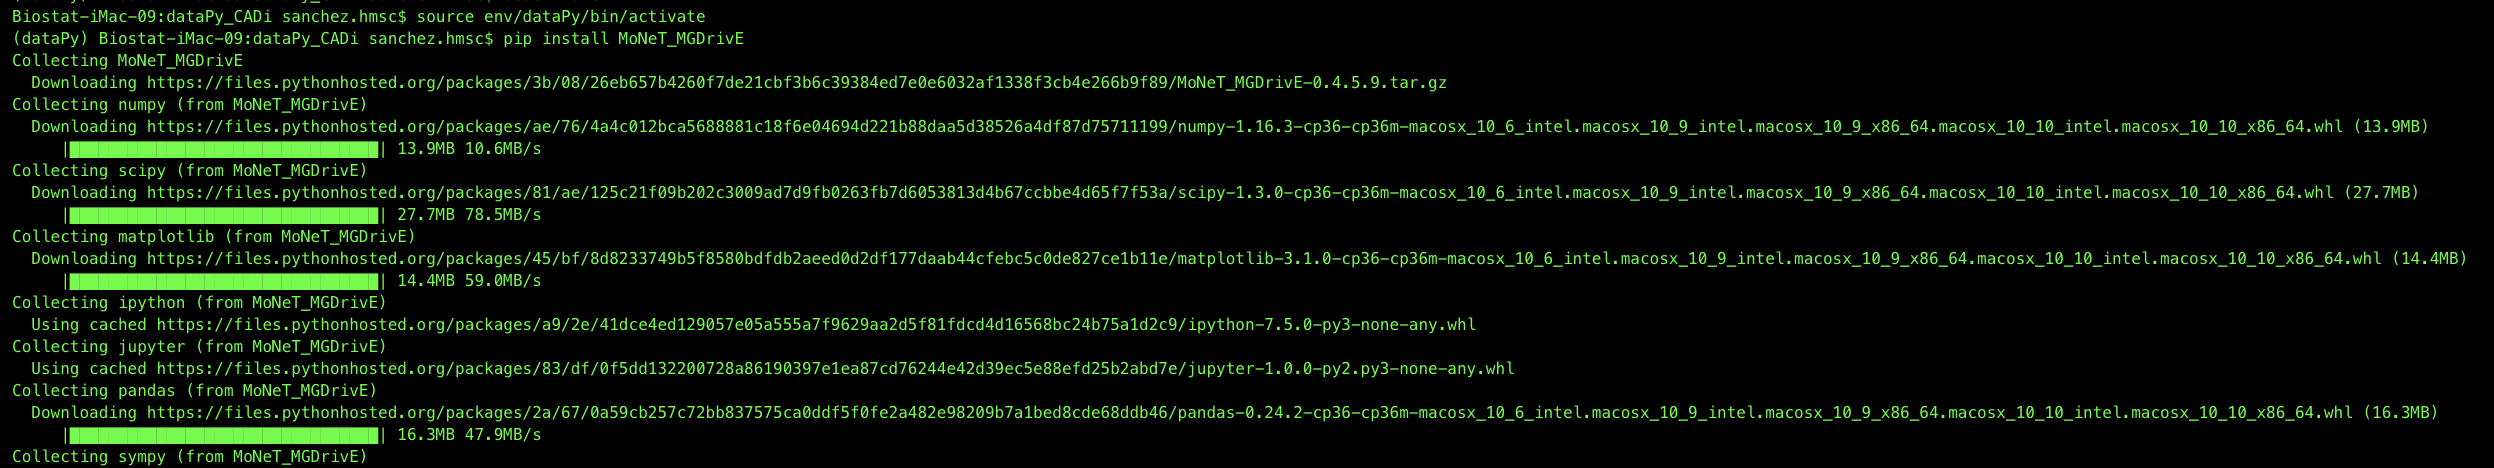 Biostat-iMac-09:dataPy_CADi sanchez.hmsc$ source env/dataPy/bin/activate
(dataPy) Biostat-iMac-09:dataPy_CADi sanchez.hmsc$ pip install MoNeT_MGDrivE
Collecting MoNeT_MGDrivE
  Downloading https://files.pythonhosted.org/packages/3b/08/26eb657b4260f7de21cbf3b6c39384ed7e0e6032af1338f3cb4e266b9f89/MoNeT_MGDrivE-0.4.5.9.tar.gz
Collecting numpy (from MoNeT_MGDrivE)
  Downloading https://files.pythonhosted.org/packages/ae/76/4a4c012bca5688881c18f6e04694d221b88daa5d38526a4df87d75711199/numpy-1.16.3-cp36-cp36m-macosx_10_6_intel.macosx_10_9_intel.macosx_10_9_x86_64.macosx_10_10_intel.macosx_10_10_x86_64.whl (13.9MB)
13.9MB 10.6MB/s
Collecting scipy (from MoNeT_MGDrivE)
  Downloading https://files.pythonhosted.org/packages/81/ae/125c21f09b202c3009ad7d9fb0263fb7d6053813d4b67ccbbe4d65f7f53a/scipy-1.3.0-cp36-cp36m-macosx_10_6_intel.macosx_10_9_intel.macosx_10_9_x86_64.macosx_10_10_intel.macosx_10_10_x86_64.whl (27.7MB)
27.7MB 78.5MB/s
Collecting matplotlib (from MoNeT_MGDrivE)
  Downloading https://files.pythonhosted.org/packages/45/bf/8d8233749b5f8580bdfdb2aeed0d2df177daab44cfebc5c0de827ce1b11e/matplotlib-3.1.0-cp36-cp36m-macosx_10_6_intel.macosx_10_9_intel.macosx_10_9_x86_64.macosx_10_10_intel.macosx_10_10_x86_64.whl (14.4MB)
14.4MB 59.0MB/s
Collecting ipython (from MoNeT_MGDrivE)
  Using cached https://files.pythonhosted.org/packages/a9/2e/41dce4ed129057e05a555a7f9629aa2d5f81fdcd4d16568bc24b75a1d2c9/ipython-7.5.0-py3-none-any.whl
Collecting jupyter (from MoNeT_MGDrivE)
  Using cached https://files.pythonhosted.org/packages/83/df/0f5dd132200728a86190397e1ea87cd76244e42d39ec5e88efd25b2abd7e/jupyter-1.0.0-py2.py3-none-any.whl
Collecting pandas (from MoNeT_MGDrivE)
  Downloading https://files.pythonhosted.org/packages/2a/67/0a59cb257c72bb837575ca0ddf5f0fe2a482e98209b7a1bed8cde68ddb46/pandas-0.24.2-cp36-cp36m-macosx_10_6_intel.macosx_10_9_intel.macosx_10_9_x86_64.macosx_10_10_intel.macosx_10_10_x86_64.whl (16.3MB)
16.3MB 47.9MB/s
Collecting sympy (from MoNeT_MGDrivE)